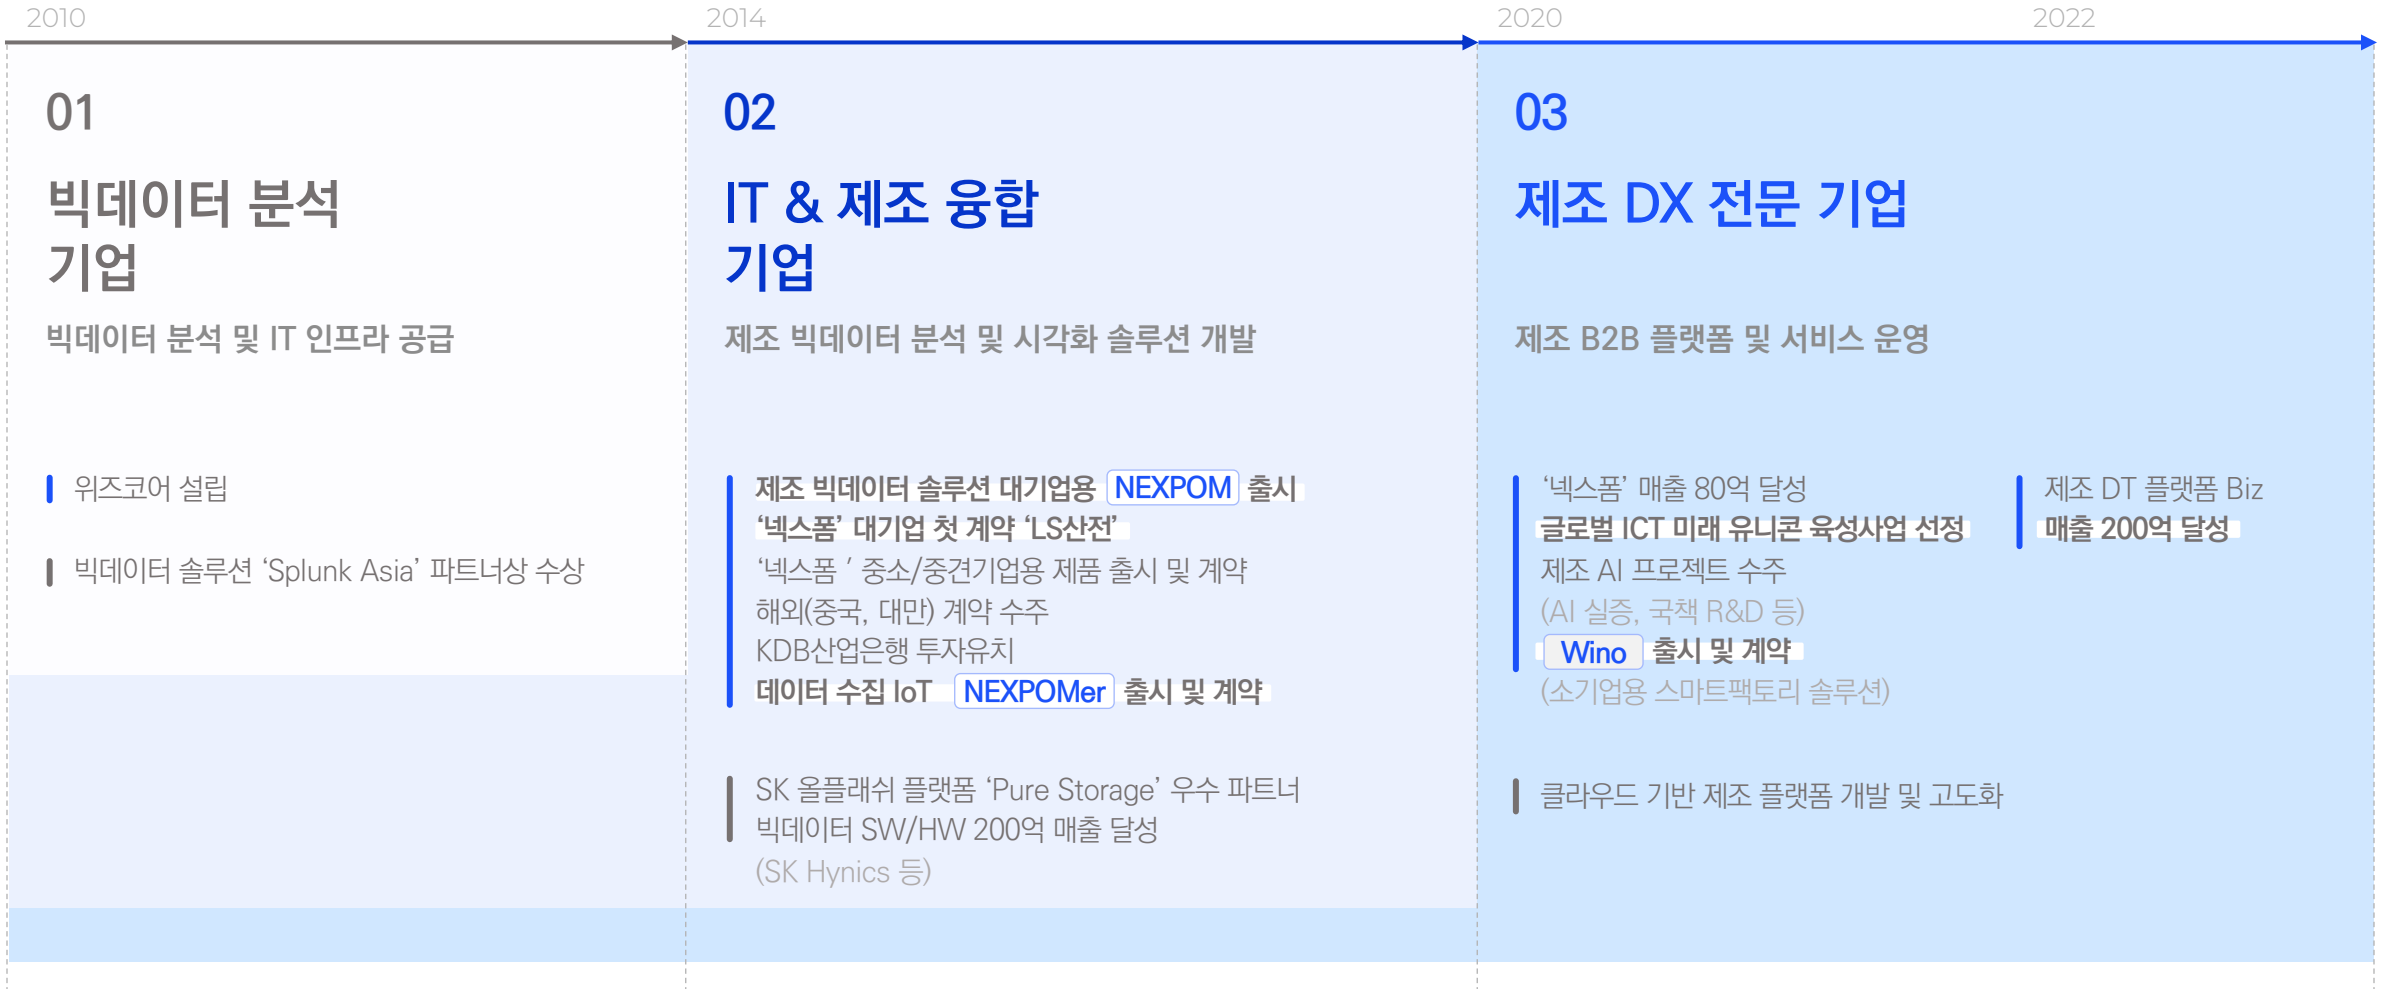 2010
2014
2020
2022
01
빅데이터 분석
기업
빅데이터 분석 및 IT 인프라 공급
위즈코어 설립
빅데이터 솔루션 ‘Splunk Asia’ 파트너상 수상
02
IT & 제조 융합
기업
제조 빅데이터 분석 및 시각화 솔루션 개발
제조 빅데이터 솔루션 대기업용 NEXPOM 출시
‘넥스폼’ 대기업 첫 계약 ‘LS산전’
‘넥스폼 ′ 중소/중견기업용 제품 출시 및 계약
해외(중국, 대만) 계약 수주
KDB산업은행 투자유치
데이터 수집 IoT NEXPOMer 출시 및 계약
SK 올플래쉬 플랫폼 ‘Pure Storage’ 우수 파트너
빅데이터 SW/HW 200억 매출 달성
(SK Hynics 등)
03
제조 DX 전문 기업
제조 B2B 플랫폼 및 서비스 운영
‘넥스폼’ 매출 80억 달성
글로벌 ICT 미래 유니콘 육성사업 선정
제조 AI 프로젝트 수주
(AI 실증, 국책 R&D 등)
Wino 출시 및 계약
(소기업용 스마트팩토리 솔루션)
클라우드 기반 제조 플랫폼 개발 및 고도화
제조 DT 플랫폼 Biz
매출 200억 달성